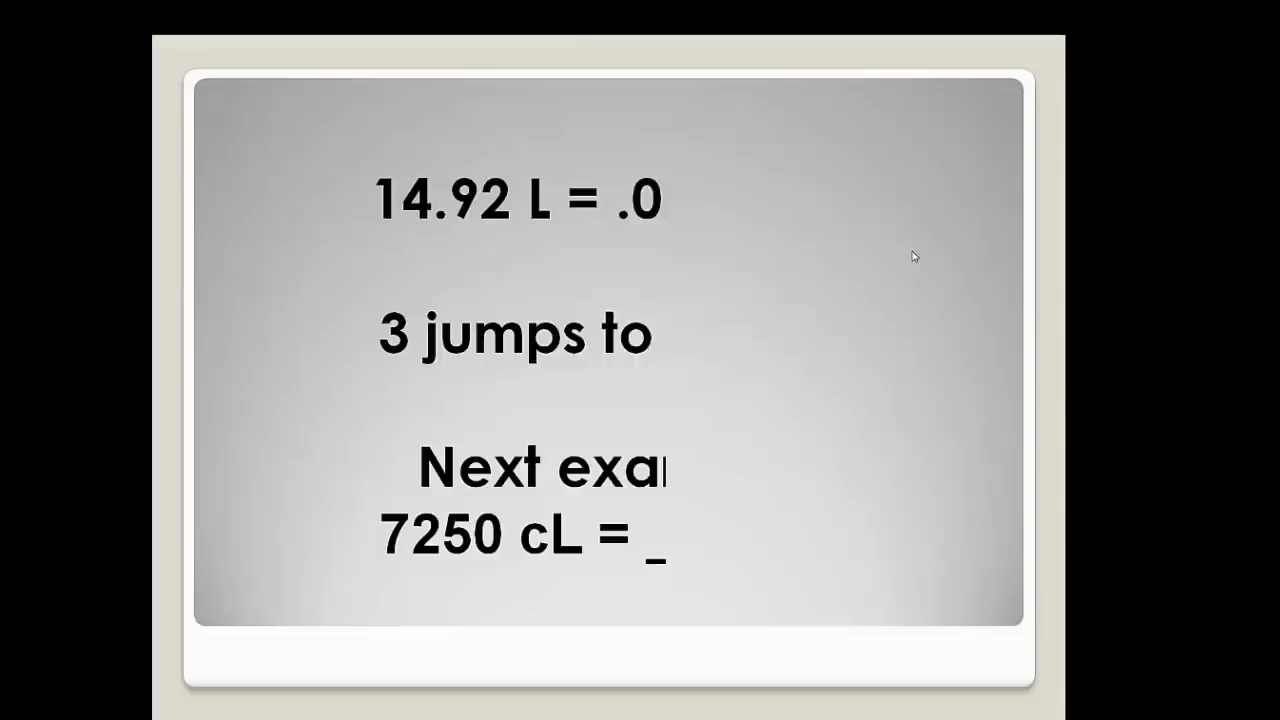 14.92 L = .0
3 jumps to
Next exa
7250 cL = _